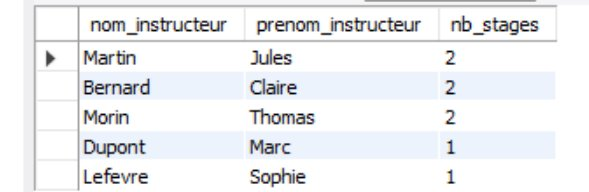 nom_instructeur prenom_instructeur nb_stages
Martin Jules 2
Bernard Claire 2
Morin Thomas 2
Dupont Marc 1
Lefevre Sophie 1